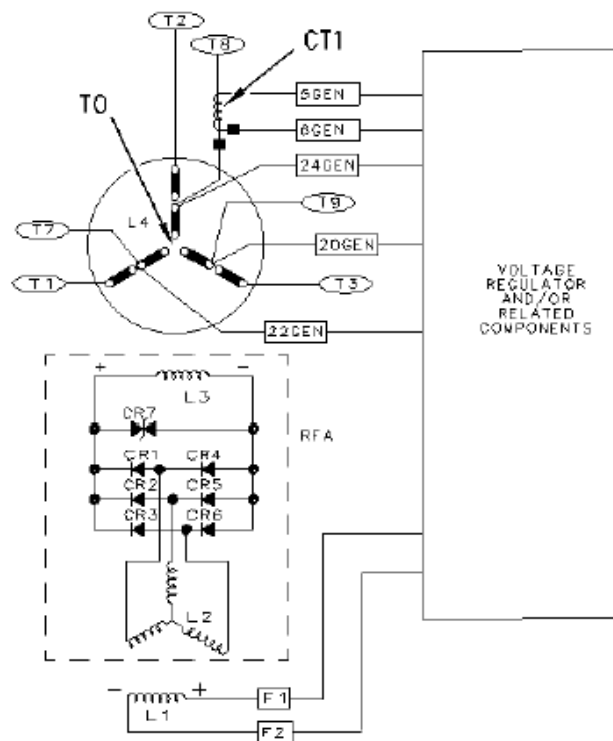 T2
T8
CT1
5GEN
T0
6GEN
24GEN
L4
T9
T7
20GEN
T1
T3
22GEN
VOLTAGE
REGULATOR
AND/OR
RELATED
COMPONENTS
+
-
L3
CR7
RFA
CR1
CR4
CR2
CR5
CR3
CR6
L2
-
+
L1
F1
F2